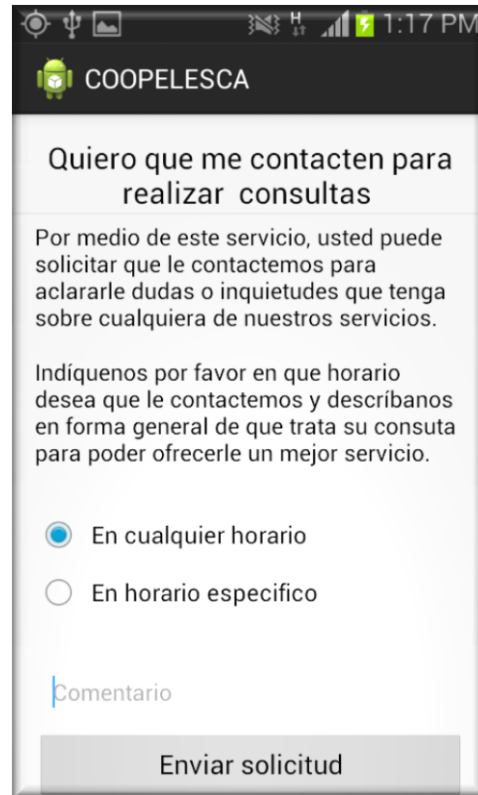 H 1:17 PM
COOPELESCA
Quiero que me contacten para
realizar consultas
Por medio de este servicio, usted puede
solicitar que le contactemos para
aclararle dudas o inquietudes que tenga
sobre cualquiera de nuestros servicios.
Indíquenos por favor en que horario
desea que le contactemos y descríbanos
en forma general de que trata su consuta
para poder ofrecerle un mejor servicio.
En cualquier horario
En horario especifico
Comentario
Enviar solicitud